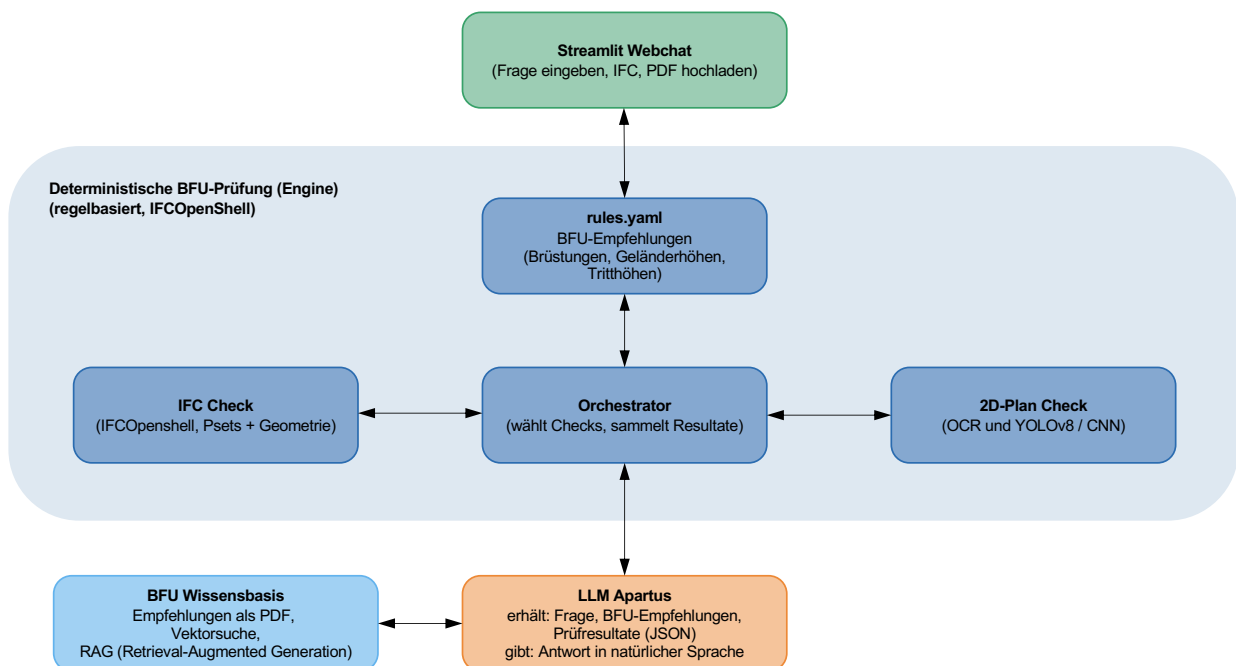 Streamlit Webchat
(Frage eingeben, IFC, PDF hochladen)
Deterministische BFU-Prüfung (Engine)
(regelbasiert, IFCOpenShell)
rules.yaml
BFU-Empfehlungen
(Brüstungen, Geländerhöhen,
Tritthöhen)
IFC Check
(IFCOpenshell, Psets + Geometrie)
Orchestrator
(wählt Checks, sammelt Resultate)
2D-Plan Check
(OCR und YOLOv8 / CNN)
BFU Wissensbasis
Empfehlungen als PDF,
Vektorsuche,
RAG (Retrieval-Augmented Generation)
LLM Apartus
erhält: Frage, BFU-Empfehlungen,
Prüfresultate (JSON)
gibt: Antwort in natürlicher Sprache